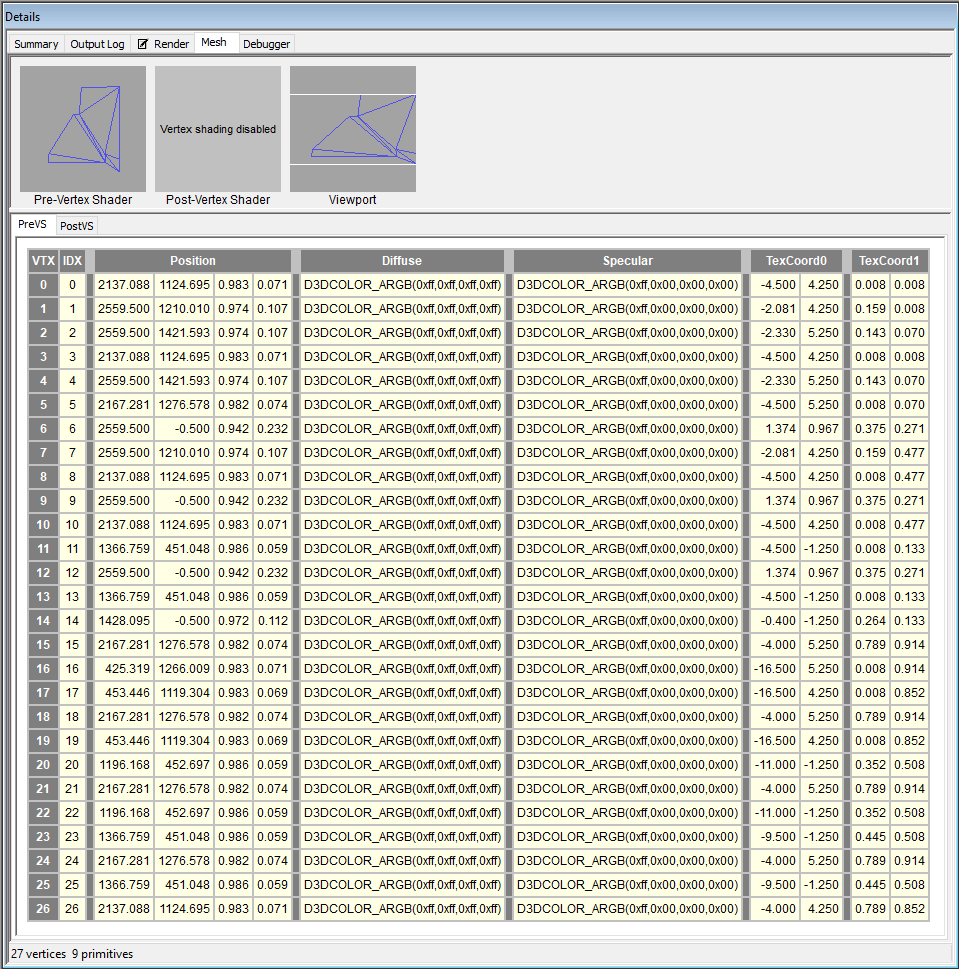 Details
Summary Output Log Render Mesh Debugger
Vertex shading disabled
Pre-Vertex Shader Post-Vertex Shader Viewport
PreVS PostVS
VTX IDX Position Diffuse Specular TexCoord0 TexCoord1
0 0 2137.088 1124.695 0.983 0.071 D3DCOLOR_ARGB(0xff,0xff,0xff,0xff) D3DCOLOR_ARGB(0xff,0x00,0x00,0x00) -4.500 4.250 0.008 0.008
1 1 2559.500 1210.010 0.974 0.107 D3DCOLOR_ARGB(0xff,0xff,0xff,0xff) D3DCOLOR_ARGB(0xff,0x00,0x00,0x00) -2.081 4.250 0.159 0.008
2 2 2559.500 1421.593 0.974 0.107 D3DCOLOR_ARGB(0xff,0xff,0xff,0xff) D3DCOLOR_ARGB(0xff,0x00,0x00,0x00) -2.330 5.250 0.143 0.070
3 3 2137.088 1124.695 0.983 0.071 D3DCOLOR_ARGB(0xff,0xff,0xff,0xff) D3DCOLOR_ARGB(0xff,0x00,0x00,0x00) -4.500 4.250 0.008 0.008
4 4 2559.500 1421.593 0.974 0.107 D3DCOLOR_ARGB(0xff,0xff,0xff,0xff) D3DCOLOR_ARGB(0xff,0x00,0x00,0x00) -2.330 5.250 0.143 0.070
5 5 2167.281 1276.578 0.982 0.074 D3DCOLOR_ARGB(0xff,0xff,0xff,0xff) D3DCOLOR_ARGB(0xff,0x00,0x00,0x00) -4.500 5.250 0.008 0.070
6 6 2559.500 -0.500 0.942 0.232 D3DCOLOR_ARGB(0xff,0xff,0xff,0xff) D3DCOLOR_ARGB(0xff,0x00,0x00,0x00) 1.374 0.967 0.375 0.271
7 7 2559.500 1210.010 0.974 0.107 D3DCOLOR_ARGB(0xff,0xff,0xff,0xff) D3DCOLOR_ARGB(0xff,0x00,0x00,0x00) -2.081 4.250 0.159 0.477
8 8 2137.088 1124.695 0.983 0.071 D3DCOLOR_ARGB(0xff,0xff,0xff,0xff) D3DCOLOR_ARGB(0xff,0x00,0x00,0x00) -4.500 4.250 0.008 0.477
9 9 2559.500 -0.500 0.942 0.232 D3DCOLOR_ARGB(0xff,0xff,0xff,0xff) D3DCOLOR_ARGB(0xff,0x00,0x00,0x00) 1.374 0.967 0.375 0.271
10 10 2137.088 1124.695 0.983 0.071 D3DCOLOR_ARGB(0xff,0xff,0xff,0xff) D3DCOLOR_ARGB(0xff,0x00,0x00,0x00) -4.500 4.250 0.008 0.477
11 11 1366.759 451.048 0.986 0.059 D3DCOLOR_ARGB(0xff,0xff,0xff,0xff) D3DCOLOR_ARGB(0xff,0x00,0x00,0x00) -4.500 -1.250 0.008 0.133
12 12 2559.500 -0.500 0.942 0.232 D3DCOLOR_ARGB(0xff,0xff,0xff,0xff) D3DCOLOR_ARGB(0xff,0x00,0x00,0x00) 1.374 0.967 0.375 0.271
13 13 1366.759 451.048 0.986 0.059 D3DCOLOR_ARGB(0xff,0xff,0xff,0xff) D3DCOLOR_ARGB(0xff,0x00,0x00,0x00) -4.500 -1.250 0.008 0.133
14 14 1428.095 -0.500 0.972 0.112 D3DCOLOR_ARGB(0xff,0xff,0xff,0xff) D3DCOLOR_ARGB(0xff,0x00,0x00,0x00) -0.400 -1.250 0.264 0.133
15 15 2167.281 1276.578 0.982 0.074 D3DCOLOR_ARGB(0xff,0xff,0xff,0xff) D3DCOLOR_ARGB(0xff,0x00,0x00,0x00) -4.000 5.250 0.789 0.914
16 16 425.319 1266.009 0.983 0.071 D3DCOLOR_ARGB(0xff,0xff,0xff,0xff) D3DCOLOR_ARGB(0xff,0x00,0x00,0x00) -16.500 5.250 0.008 0.914
17 17 453.446 1119.304 0.983 0.069 D3DCOLOR_ARGB(0xff,0xff,0xff,0xff) D3DCOLOR_ARGB(0xff,0x00,0x00,0x00) -16.500 4.250 0.008 0.852
18 18 2167.281 1276.578 0.982 0.074 D3DCOLOR_ARGB(0xff,0xff,0xff,0xff) D3DCOLOR_ARGB(0xff,0x00,0x00,0x00) -4.000 5.250 0.789 0.914
19 19 453.446 1119.304 0.983 0.069 D3DCOLOR_ARGB(0xff,0xff,0xff,0xff) D3DCOLOR_ARGB(0xff,0x00,0x00,0x00) -16.500 4.250 0.008 0.852
20 20 1196.168 452.697 0.986 0.059 D3DCOLOR_ARGB(0xff,0xff,0xff,0xff) D3DCOLOR_ARGB(0xff,0x00,0x00,0x00) -11.000 -1.250 0.352 0.508
21 21 2167.281 1276.578 0.982 0.074 D3DCOLOR_ARGB(0xff,0xff,0xff,0xff) D3DCOLOR_ARGB(0xff,0x00,0x00,0x00) -4.000 5.250 0.789 0.914
22 22 1196.168 452.697 0.986 0.059 D3DCOLOR_ARGB(0xff,0xff,0xff,0xff) D3DCOLOR_ARGB(0xff,0x00,0x00,0x00) -11.000 -1.250 0.352 0.508
23 23 1366.759 451.048 0.986 0.059 D3DCOLOR_ARGB(0xff,0xff,0xff,0xff) D3DCOLOR_ARGB(0xff,0x00,0x00,0x00) -9.500 -1.250 0.445 0.508
24 24 2167.281 1276.578 0.982 0.074 D3DCOLOR_ARGB(0xff,0xff,0xff,0xff) D3DCOLOR_ARGB(0xff,0x00,0x00,0x00) -4.000 5.250 0.789 0.914
25 25 1366.759 451.048 0.986 0.059 D3DCOLOR_ARGB(0xff,0xff,0xff,0xff) D3DCOLOR_ARGB(0xff,0x00,0x00,0x00) -9.500 -1.250 0.445 0.508
26 26 2137.088 1124.695 0.983 0.071 D3DCOLOR_ARGB(0xff,0xff,0xff,0xff) D3DCOLOR_ARGB(0xff,0x00,0x00,0x00) -4.000 4.250 0.789 0.852
27 vertices 9 primitives